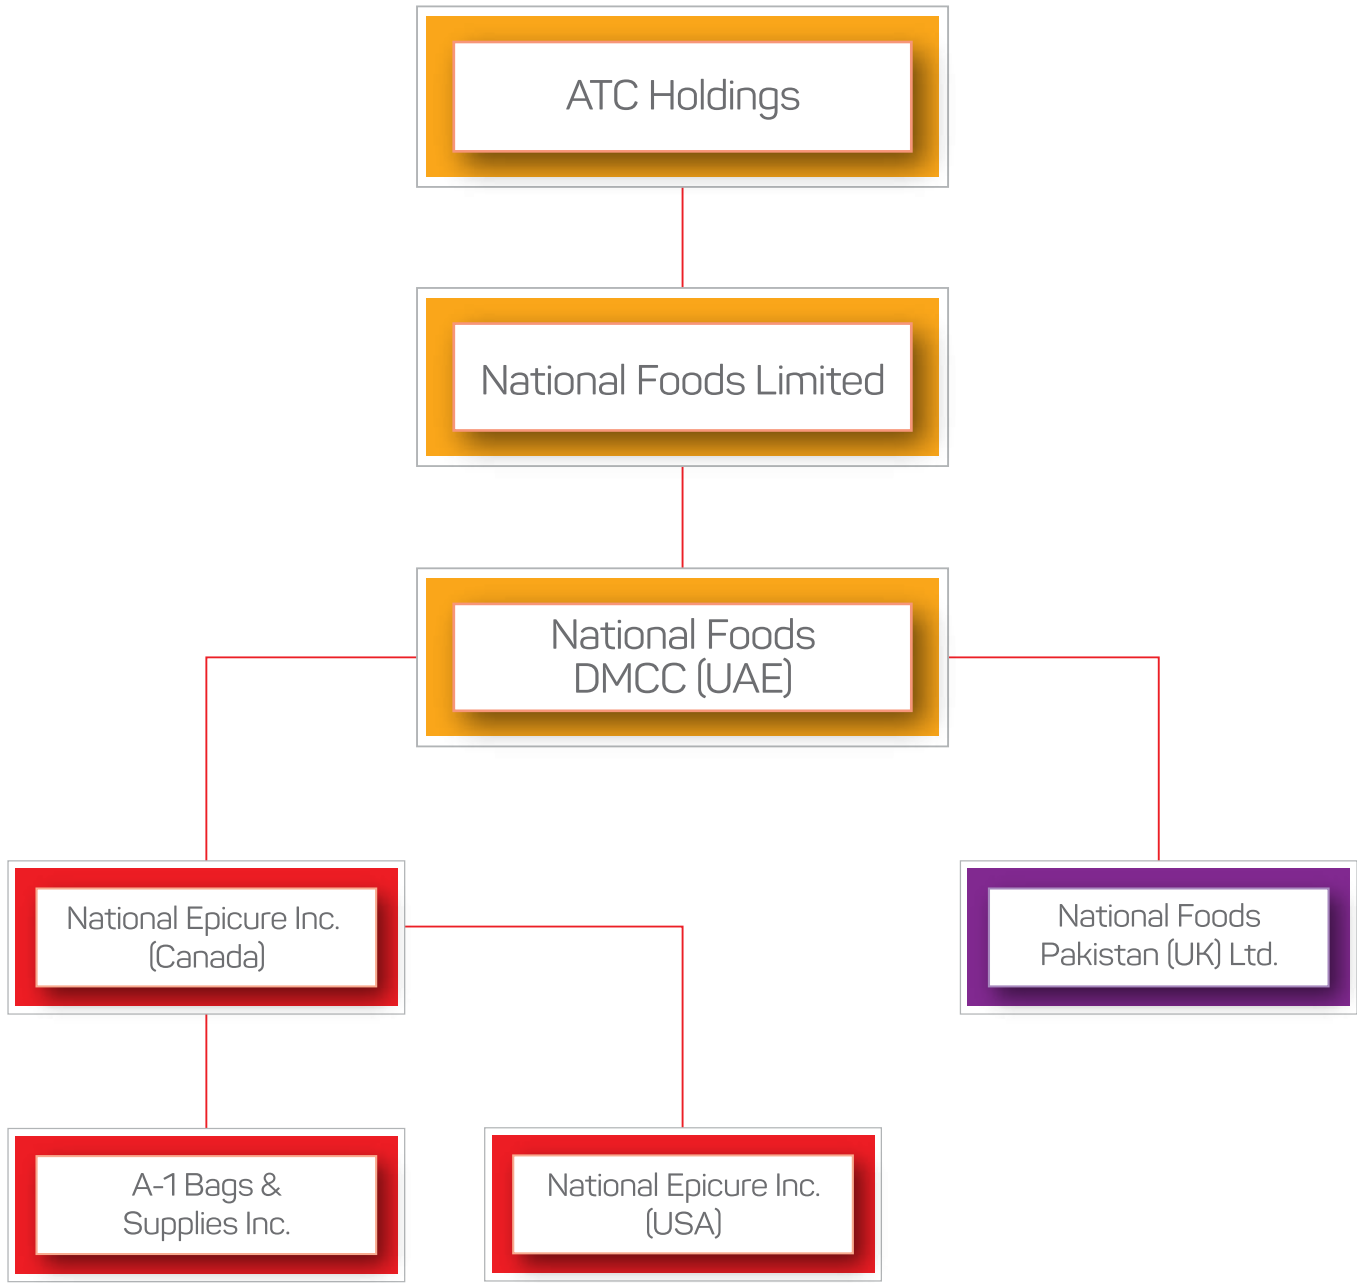 ATC Holdings
National Foods Limited
National Foods
DMCC (UAE)
National Epicure Inc.
(Canada)
National Foods
Pakistan (UK) Ltd.
A-1 Bags &
Supplies Inc.
National Epicure Inc.
(USA)